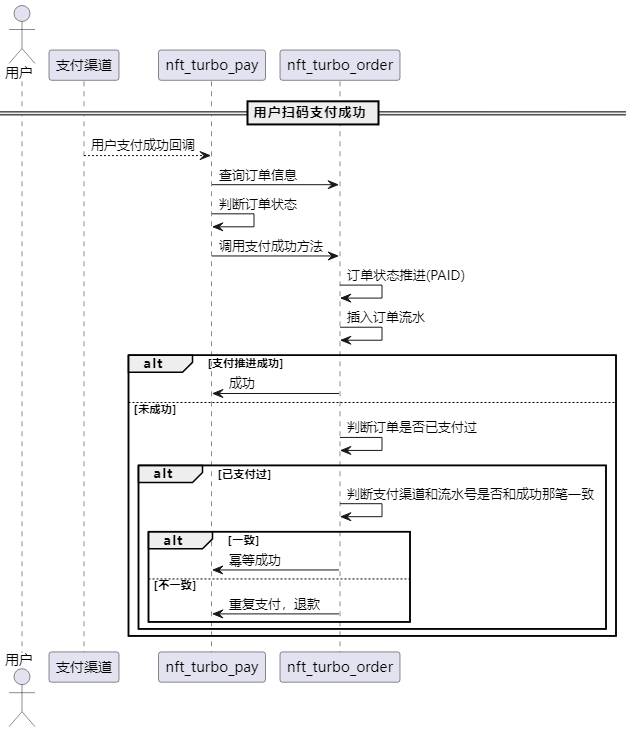 用户
支付渠道
nft_turbo_pay
nft_turbo_order
用户扫码支付成功
用户支付成功回调
查询订单信息
判断订单状态
调用支付成功方法
订单状态推进(PAID)
插入订单流水
alt
[支付推进成功]
成功
[未成功]
判断订单是否已支付过
alt
[已支付过]
判断支付渠道和流水号是否和成功那笔一致
alt
[一致]
幂等成功
[不一致]
重复支付，退款
用户
支付渠道
nft_turbo_pay
nft_turbo_order